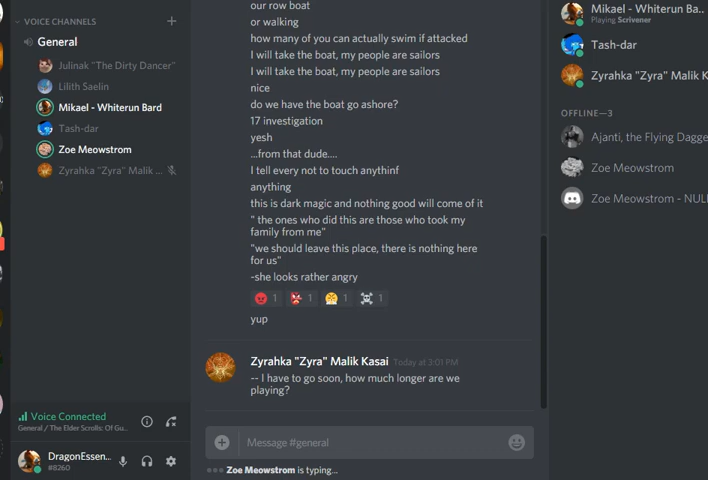 VOICE CHANNELS
General
Julinak "The Dirty Dancer"
Lilith Saelin
Mikael - Whiterun Bard
Tash-dar
Zoe Meowstrom
Zyrahka "Zyra" Malik ...
Voice Connected
General / The Elder Scrolls: Of Gu...
DragonEssen...
#8260
our row boat
or walking
how many of you can actually swim if attacked
I will take the boat, my people are sailors
I will take the boat, my people are sailors
nice
do we have the boat go ashore?
17 investigation
yesh
...from that dude....
I tell every not to touch anythinf
anything
this is dark magic and nothing good will come of it
" the ones who did this are those who took my
family from me"
"we should leave this place, there is nothing here
for us"
-she looks rather angry
1 1 1 1
yup
Zyrahka "Zyra" Malik Kasai Today at 3:01 PM
-- I have to go soon, how much longer are we
playing?
Message #general
Zoe Meowstrom is typing...
Mikael - Whiterun Ba..
Playing Scrivener
Tash-dar
Zyrahka "Zyra" Malik K
OFFLINE—3
Ajanti, the Flying Dagge
Zoe Meowstrom
Zoe Meowstrom - NUL